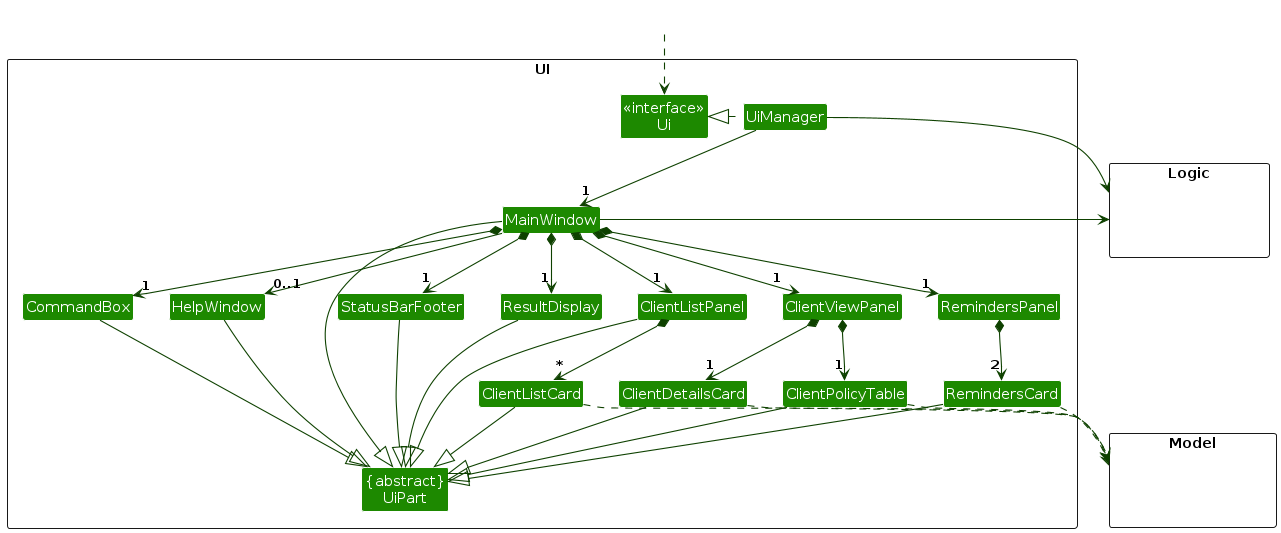 UI
«interface»
Ui
UiManager
Logic
1
MainWindow
1
0..1
1
1
1
1
1
CommandBox
HelpWindow
StatusBarFooter
ResultDisplay
ClientListPanel
ClientViewPanel
RemindersPanel
*
1
1
2
ClientListCard
ClientDetailsCard
ClientPolicyTable
RemindersCard
Model
{abstract}
UiPart